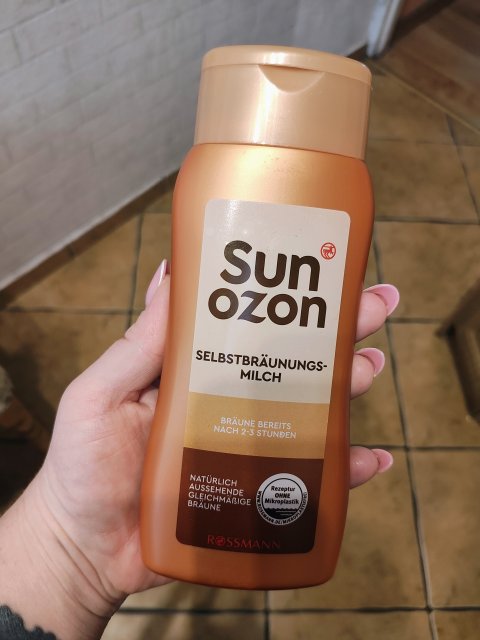 Sun
ozon
SELBSTBRÄUNUNGS-
MILCH
BRÄUNE BEREITS
NACH 2-3 STUNDEN
NATÜRLICH
AUSSEHENDE
GLEICHMÄßIGE
BRÄUNE
Rezeptur
OHNE
Mikroplastik
ROSSMANN